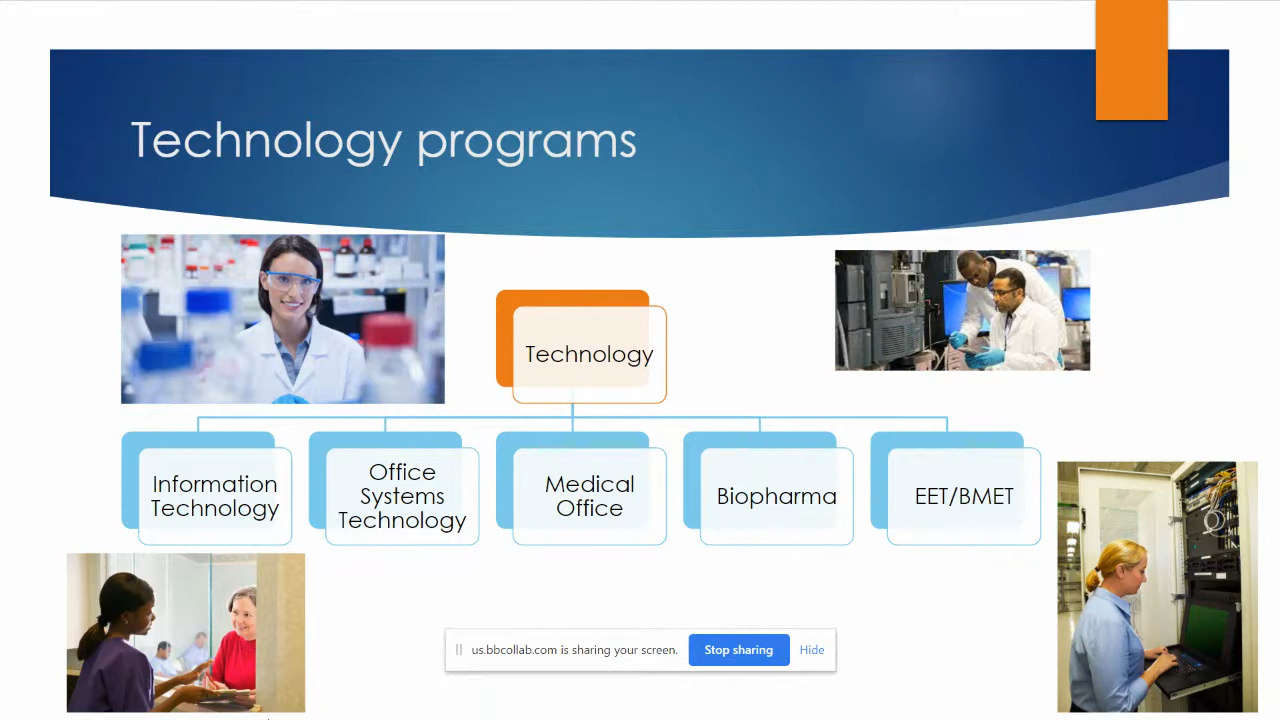 Technology programs
Technology
Information
Technology
Office
Systems
Technology
Medical
Office
Biopharma
EET/BMET
us.bbcollab.com is sharing your screen.
Stop sharing
Hide